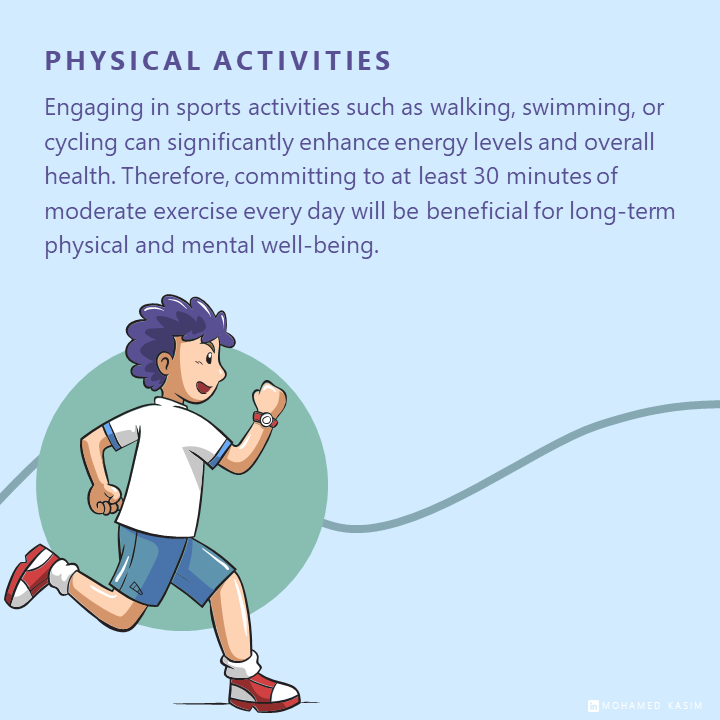 PHYSICAL ACTIVITIES
Engaging in sports activities such as walking, swimming, or
cycling can significantly enhance energy levels and overall
health. Therefore, committing to at least 30 minutes of
moderate exercise every day will be beneficial for long-term
physical and mental well-being.
in MOHAMED KASIM